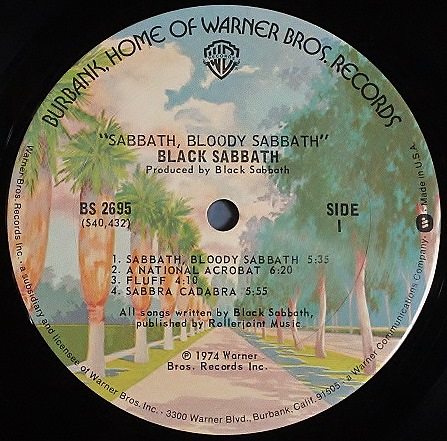 BURBANK, HOME OF WARNER BROS. RECORDS
"SABBATH, BLOODY SABBATH"
BLACK SABBATH
Produced by Black Sabbath
BS 2695
(S40,432)
SIDE
1
1. SABBATH, BLOODY SABBATH 5:35
2. A NATIONAL ACROBAT 6:20
3. FLUFF 4:10
4. SABBRA CADABRA 5:55
All songs written by Black Sabbath,
published by Rollerjoint Music.
℗ 1974 Warner
Bros. Records Inc.
Warner Bros. Records Inc. · a subsidiary and licensee of Warner Bros. Inc. · 3300 Warner Blvd., Burbank, Calif. 91505 · a Warner Communications Company · Made in U.S.A.